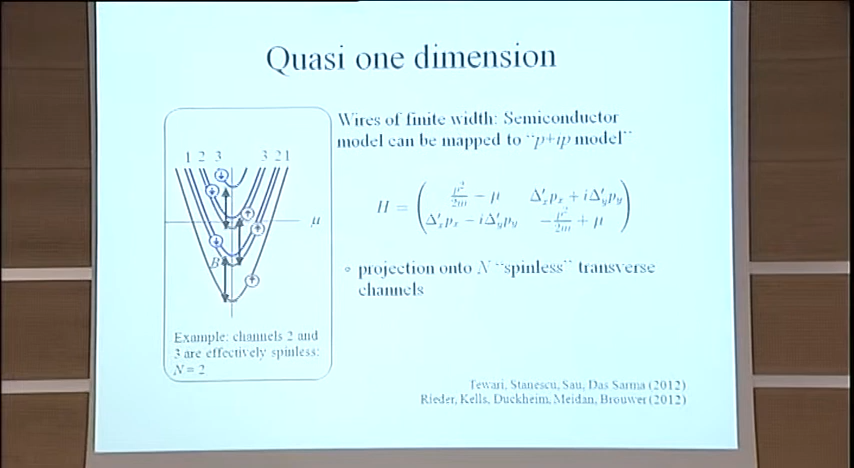 Quasi one dimension
Wires of finite width: Semiconductor
model can be mapped to “p+ip model”
1 2 3 3 2 1
μ
B
H = ( p²/2m − μ Δ′ₓpₓ + iΔ′ᵧpᵧ
Δ′ₓpₓ − iΔ′ᵧpᵧ −p²/2m + μ )
◦ projection onto N “spinless” transverse
channels
Example: channels 2 and
3 are effectively spinless:
N = 2
Tewari, Stanescu, Sau, Das Sarma (2012)
Rieder, Kells, Duckheim, Meidan, Brouwer (2012)